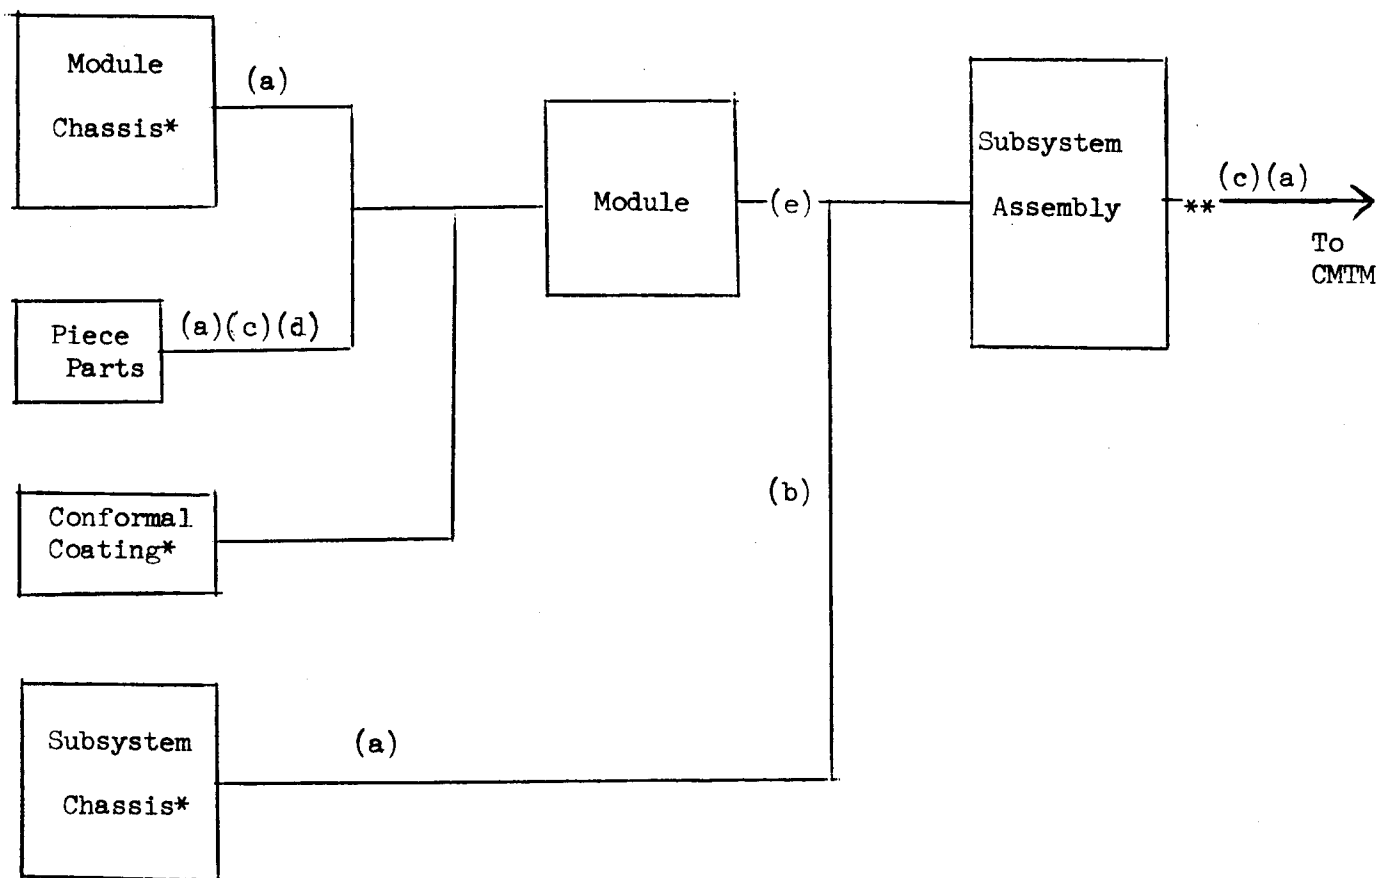 Module
Chassis*
(a)
Piece
Parts
(a)(c)(d)
Conformal
Coating*
Subsystem
Chassis*
(a)
Module
(e)
(b)
Subsystem
Assembly
**
(c)(a)
To
CMTM